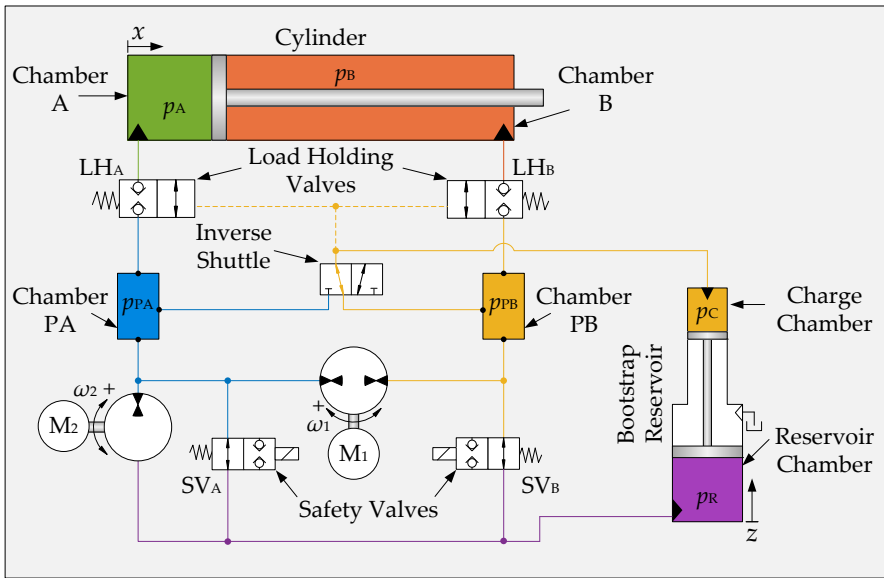 x
Cylinder
Chamber
A
pA
pB
Chamber
B
LHA
Load Holding
Valves
LHB
Inverse
Shuttle
Chamber
PA
pPA
pPB
Chamber
PB
pC
Charge
Chamber
Bootstrap
Reservoir
ω2 +
M2
+
ω1
M1
SVA
Safety Valves
SVB
Reservoir
Chamber
pR
z